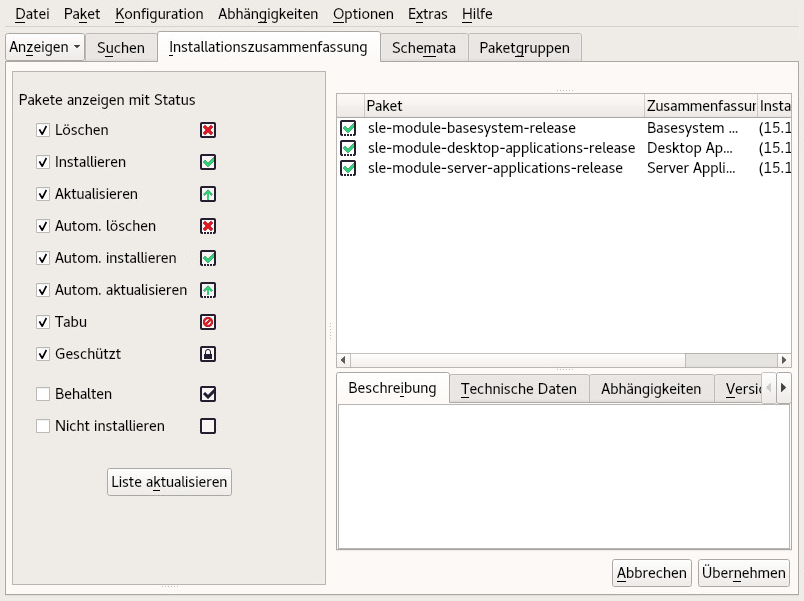 Datei Paket Konfiguration Abhängigkeiten Optionen Extras Hilfe
Anzeigen Suchen Installationszusammenfassung Schemata Paketgruppen
Pakete anzeigen mit Status
Löschen
Installieren
Aktualisieren
Autom. löschen
Autom. installieren
Autom. aktualisieren
Tabu
Geschützt
Behalten
Nicht installieren
Liste aktualisieren
Paket Zusammenfassur Insta
sle-module-basesystem-release Basesystem ... (15.1
sle-module-desktop-applications-release Desktop Ap... (15.1
sle-module-server-applications-release Server Appli... (15.1
Beschreibung Technische Daten Abhängigkeiten Versi
Abbrechen Übernehmen